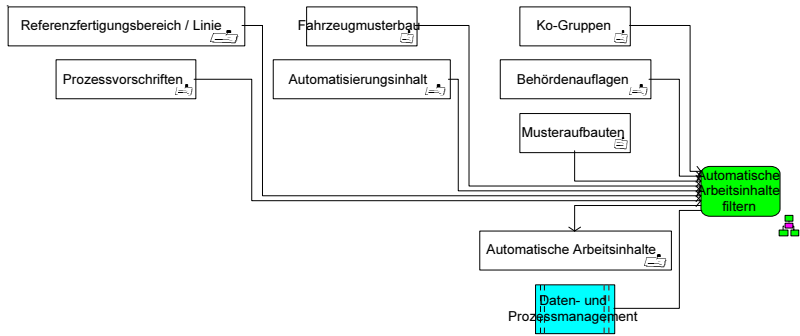 Referenzfertigungsbereich / Linie
Fahrzeugmusterbau
Ko-Gruppen
Prozessvorschriften
Automatisierungsinhalt
Behördenauflagen
Musteraufbauten
Automatische
Arbeitsinhalte
filtern
Automatische Arbeitsinhalte
Daten- und
Prozessmanagement